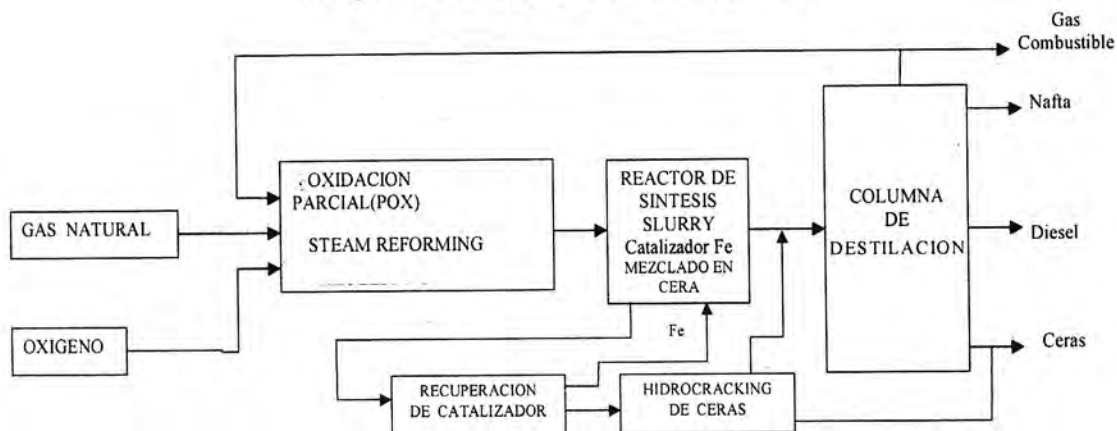 Gas
Combustible
Nafta
OXIDACION
PARCIAL(POX)
STEAM REFORMING
REACTOR DE
SINTESIS
SLURRY
Catalizador Fe
MEZCLADO EN
CERA
COLUMNA
DE
DESTILACION
GAS NATURAL
Diesel
OXIGENO
Fe
Ceras
RECUPERACION
DE CATALIZADOR
HIDROCRACKING
DE CERAS